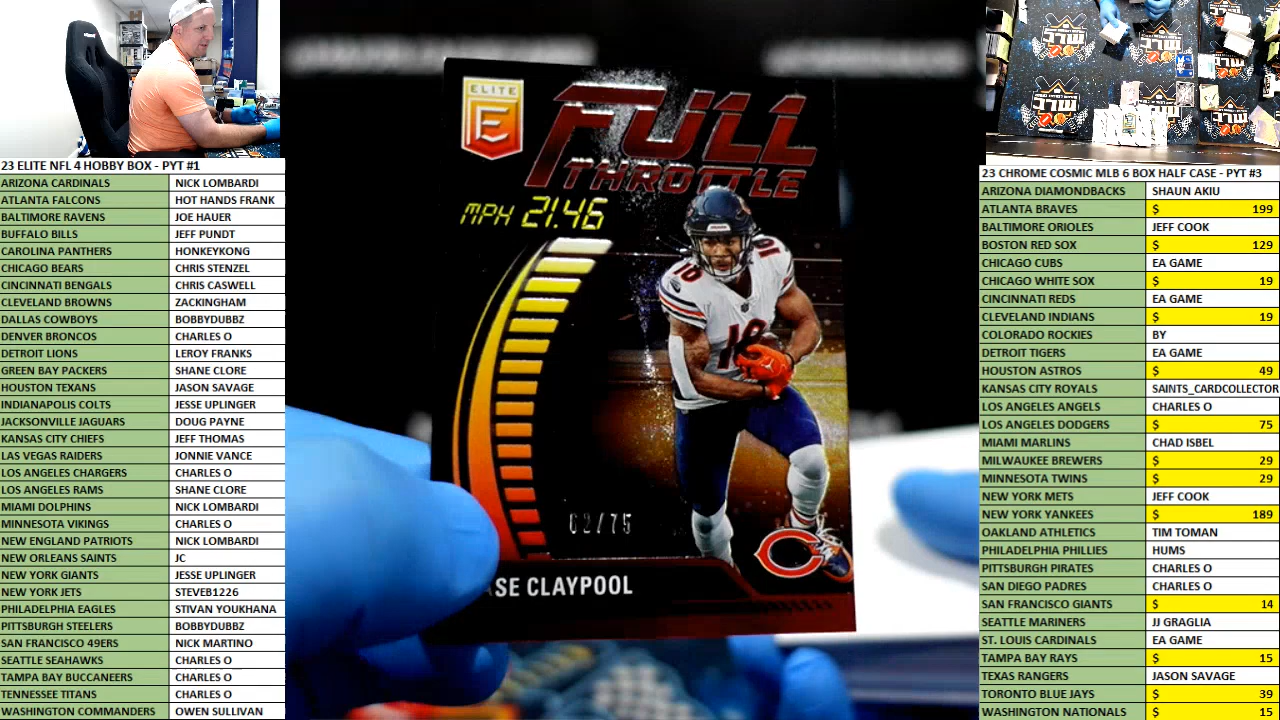 23 ELITE NFL 4 HOBBY BOX - PYT #1
ARIZONA CARDINALS NICK LOMBARDI
ATLANTA FALCONS HOT HANDS FRANK
BALTIMORE RAVENS JOE HAUER
BUFFALO BILLS JEFF PUNDT
CAROLINA PANTHERS HONKEYKONG
CHICAGO BEARS CHRIS STENZEL
CINCINNATI BENGALS CHRIS CASWELL
CLEVELAND BROWNS ZACKINGHAM
DALLAS COWBOYS BOBBYDUBBZ
DENVER BRONCOS CHARLES O
DETROIT LIONS LEROY FRANKS
GREEN BAY PACKERS SHANE CLORE
HOUSTON TEXANS JASON SAVAGE
INDIANAPOLIS COLTS JESSE UPLINGER
JACKSONVILLE JAGUARS DOUG PAYNE
KANSAS CITY CHIEFS JEFF THOMAS
LAS VEGAS RAIDERS JONNIE VANCE
LOS ANGELES CHARGERS CHARLES O
LOS ANGELES RAMS SHANE CLORE
MIAMI DOLPHINS NICK LOMBARDI
MINNESOTA VIKINGS CHARLES O
NEW ENGLAND PATRIOTS NICK LOMBARDI
NEW ORLEANS SAINTS JC
NEW YORK GIANTS JESSE UPLINGER
NEW YORK JETS STEVEB1226
PHILADELPHIA EAGLES STIVAN YOUKHANA
PITTSBURGH STEELERS BOBBYDUBBZ
SAN FRANCISCO 49ERS NICK MARTINO
SEATTLE SEAHAWKS CHARLES O
TAMPA BAY BUCCANEERS CHARLES O
TENNESSEE TITANS CHARLES O
WASHINGTON COMMANDERS OWEN SULLIVAN
ELITE
E
FULL
THROTTLE
MPH 21.46
10
10
02/75
ASE CLAYPOOL
23 CHROME COSMIC MLB 6 BOX HALF CASE - PYT #3
ARIZONA DIAMONDBACKS SHAUN AKIU
ATLANTA BRAVES $ 199
BALTIMORE ORIOLES JEFF COOK
BOSTON RED SOX $ 129
CHICAGO CUBS EA GAME
CHICAGO WHITE SOX $ 19
CINCINNATI REDS EA GAME
CLEVELAND INDIANS $ 19
COLORADO ROCKIES BY
DETROIT TIGERS EA GAME
HOUSTON ASTROS $ 49
KANSAS CITY ROYALS SAINTS_CARDCOLLECTOR
LOS ANGELES ANGELS CHARLES O
LOS ANGELES DODGERS $ 75
MIAMI MARLINS CHAD ISBEL
MILWAUKEE BREWERS $ 29
MINNESOTA TWINS $ 29
NEW YORK METS JEFF COOK
NEW YORK YANKEES $ 189
OAKLAND ATHLETICS TIM TOMAN
PHILADELPHIA PHILLIES HUMS
PITTSBURGH PIRATES CHARLES O
SAN DIEGO PADRES CHARLES O
SAN FRANCISCO GIANTS $ 14
SEATTLE MARINERS JJ GRAGLIA
ST. LOUIS CARDINALS EA GAME
TAMPA BAY RAYS $ 15
TEXAS RANGERS JASON SAVAGE
TORONTO BLUE JAYS $ 39
WASHINGTON NATIONALS $ 15